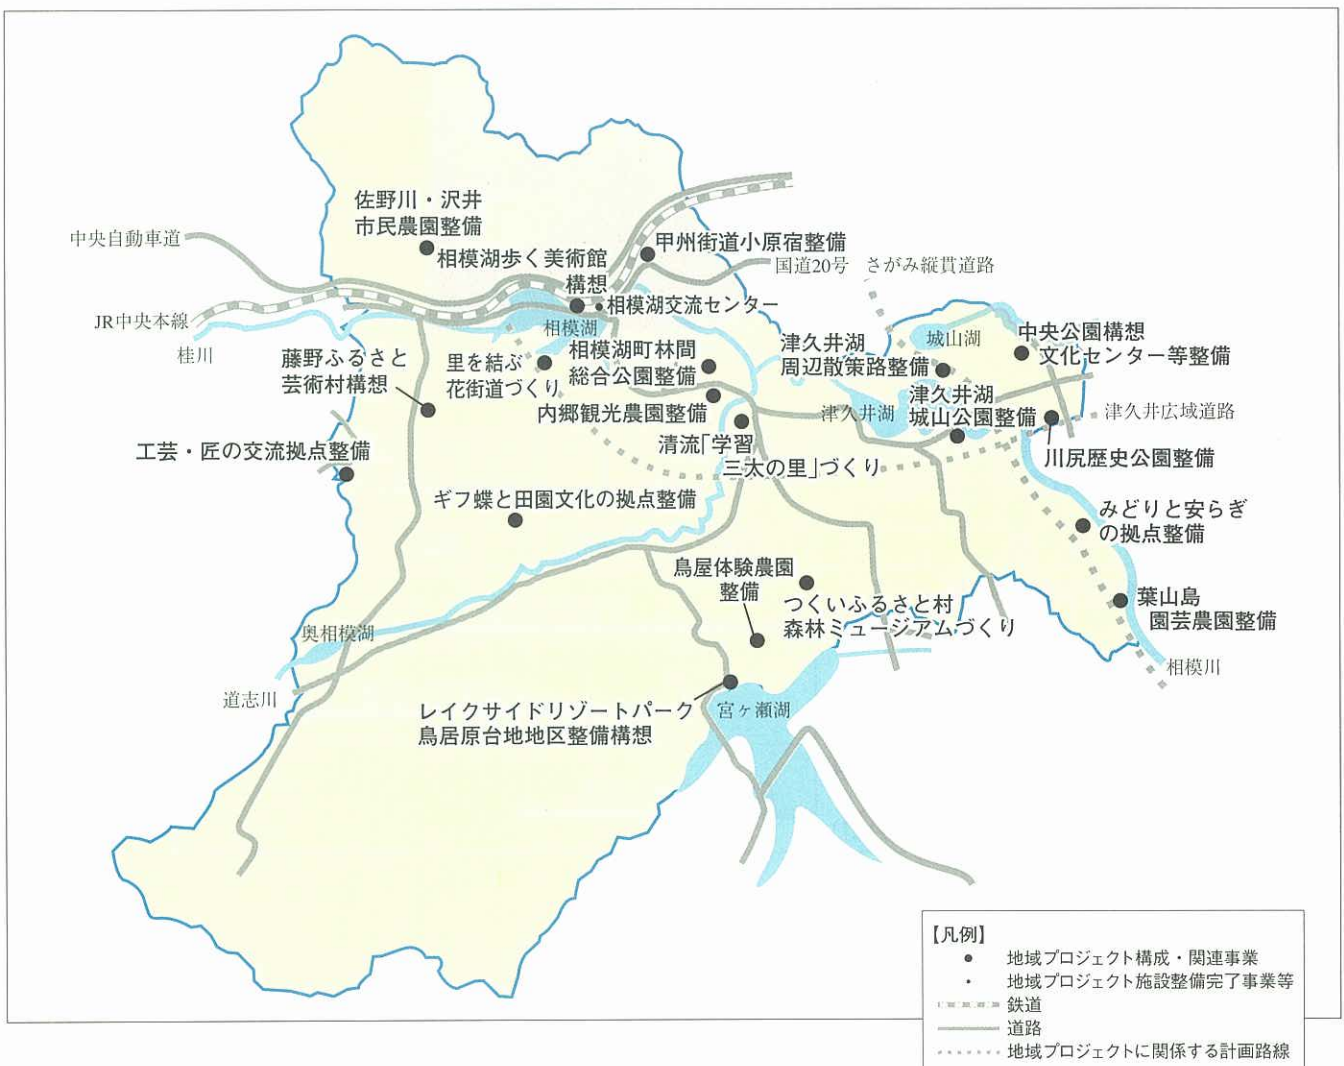 佐野川・沢井
市民農園整備
中央自動車道
相模湖歩く美術館
構想
甲州街道小原宿整備
国道20号
さがみ縦貫道路
相模湖交流センター
JR中央本線
桂川
相模湖
城山湖
中央公園構想
文化センター等整備
藤野ふるさと
芸術村構想
里を結ぶ
花街道づくり
相模湖町林間
総合公園整備
津久井湖
周辺散策路整備
内郷観光農園整備
津久井湖
津久井湖
城山公園整備
津久井広域道路
工芸・匠の交流拠点整備
清流「学習
三太の里」づくり
川尻歴史公園整備
ギフ蝶と田園文化の拠点整備
みどりと安らぎ
の拠点整備
鳥屋体験農園
整備
つくいふるさと村
森林ミュージアムづくり
葉山島
園芸農園整備
奥相模湖
相模川
道志川
レイクサイドリゾートパーク
鳥居原台地地区整備構想
宮ヶ瀬湖
【凡例】
地域プロジェクト構成・関連事業
地域プロジェクト施設整備完了事業等
鉄道
道路
地域プロジェクトに関係する計画路線